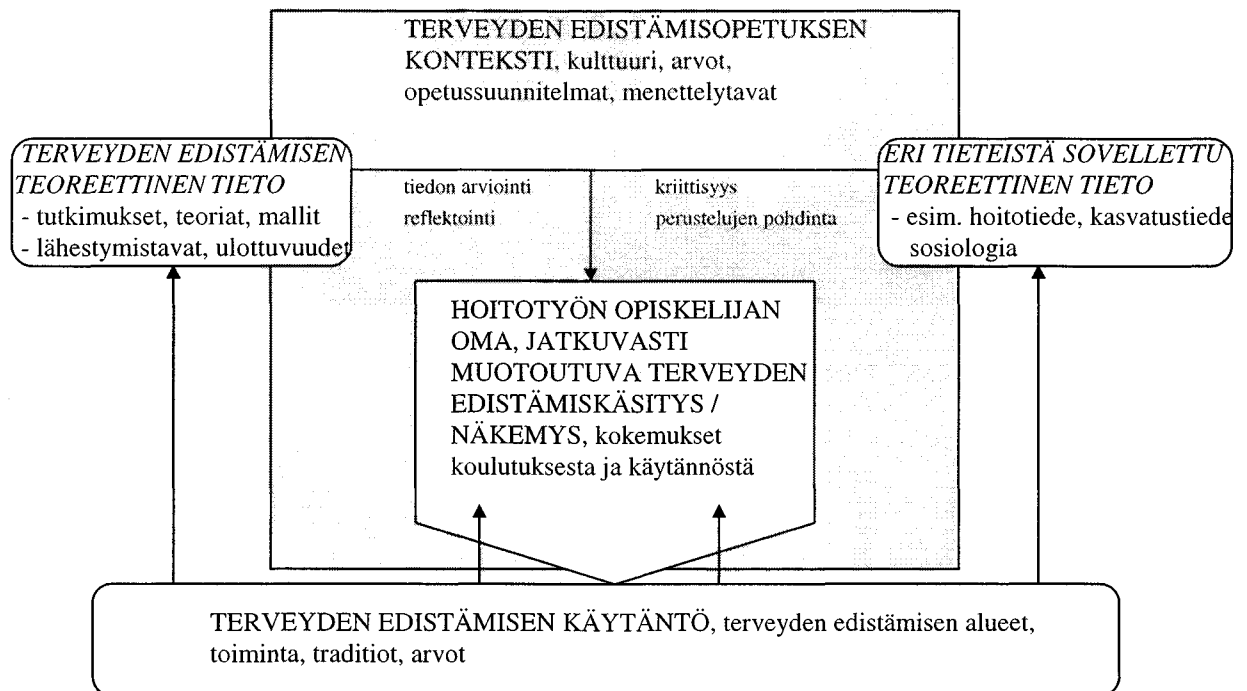 TERVEYDEN EDISTÄMISOPETUKSEN
KONTEKSTI, kulttuuri, arvot,
opetussuunnitelmat, menettelytavat
TERVEYDEN EDISTÄMISEN
TEOREETTINEN TIETO
- tutkimukset, teoriat, mallit
- lähestymistavat, ulottuvuudet
tiedon arviointi
reflektointi
kriittisyys
perustelujen pohdinta
ERI TIETEISTÄ SOVELLETTU
TEOREETTINEN TIETO
- esim. hoitotiede, kasvatustiede
sosiologia
HOITOTYÖN OPISKELIJAN
OMA, JATKUVASTI
MUOTOUTUVA TERVEYDEN
EDISTÄMISKÄSITYS /
NÄKEMYS, kokemukset
koulutuksesta ja käytännöstä
TERVEYDEN EDISTÄMISEN KÄYTÄNTÖ, terveyden edistämisen alueet,
toiminta, traditiot, arvot